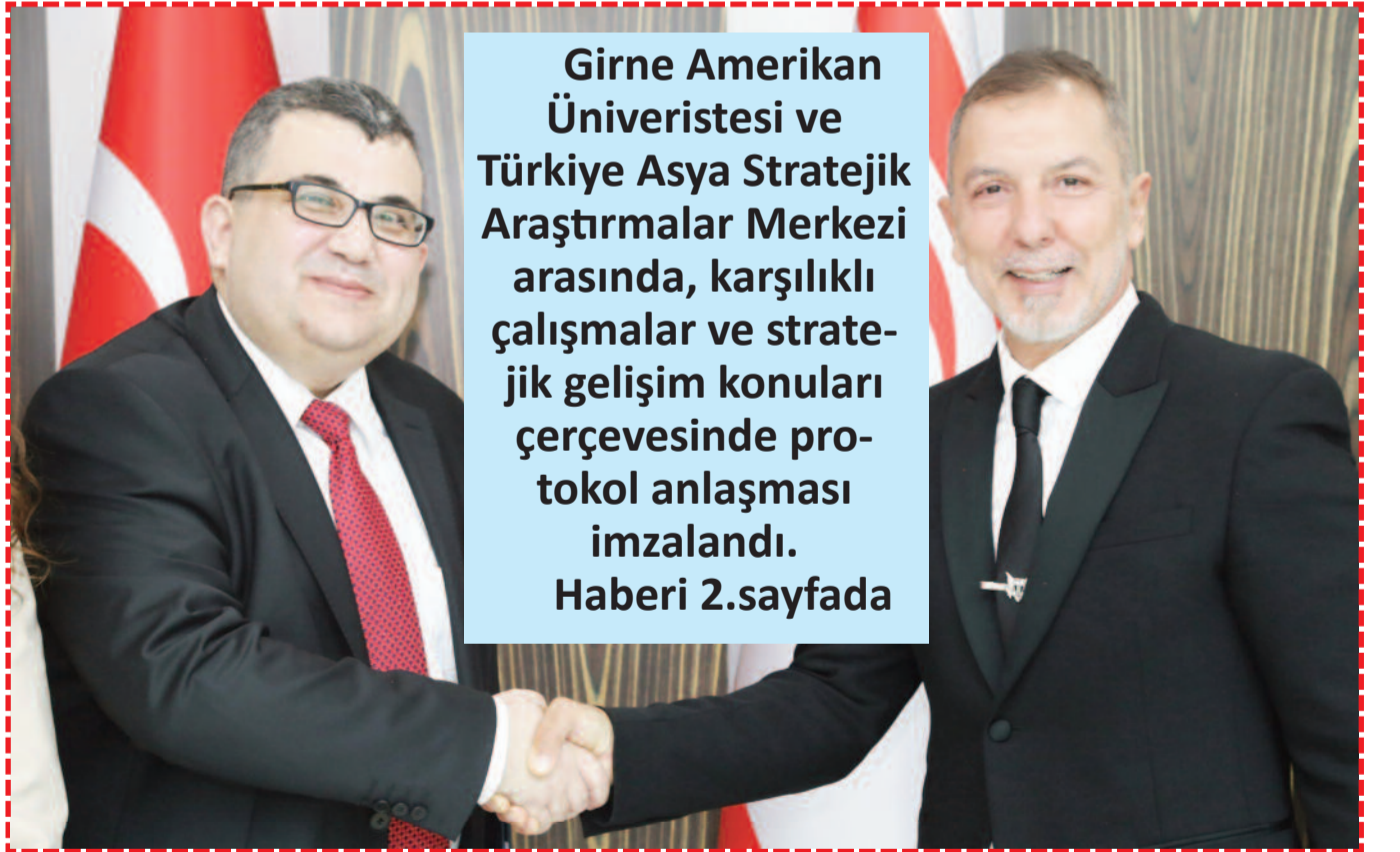 Girne Amerikan
Üniveristesi ve
Türkiye Asya Stratejik
Araştırmalar Merkezi
arasında, karşılıklı
çalışmalar ve strate-
jik gelişim konuları
çerçevesinde pro-
tokol anlaşması
imzalandı.
Haberi 2.sayfada